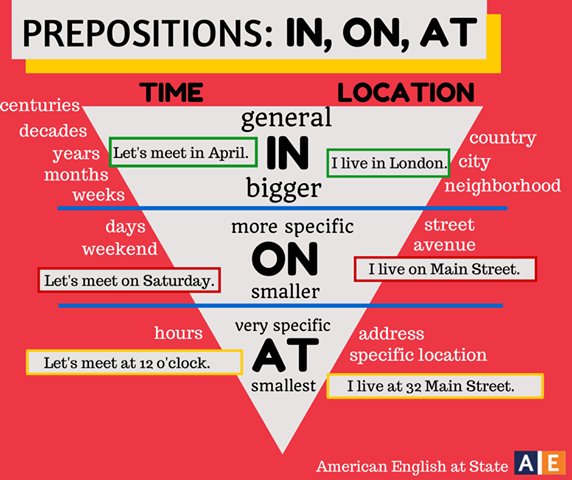 PREPOSITIONS: IN, ON, AT
TIME
LOCATION
centuries
decades
years
months
weeks
Let's meet in April.
general
IN
bigger
I live in London.
country
city
neighborhood
days
weekend
Let's meet on Saturday.
more specific
ON
smaller
street
avenue
I live on Main Street.
hours
Let's meet at 12 o'clock.
very specific
AT
smallest
address
specific location
I live at 32 Main Street.
American English at State AE